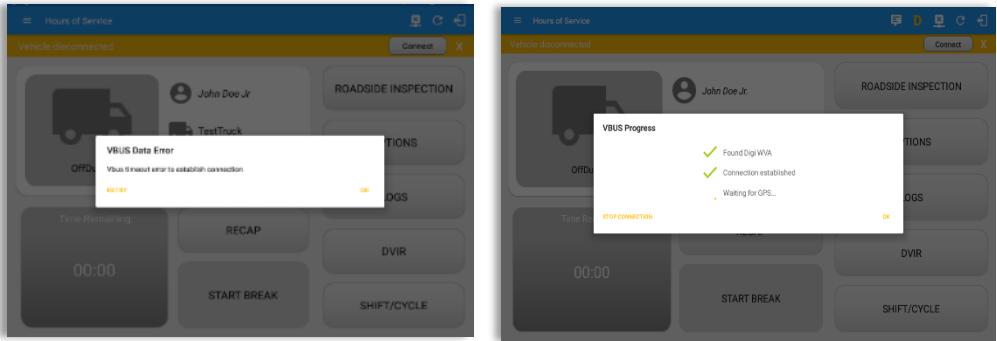 Hours of Service
Vehicle disconnected
Connect
X
John Doe Jr
ROADSIDE INSPECTION
TestTruck
VBUS Data Error
Vbus timeout error to establish connection
RETRY
OK
TIONS
OffDu
OGS
Time Remaining
00:00
RECAP
DVIR
START BREAK
SHIFT/CYCLE
Hours of Service
D
Vehicle disconnected
Connect
X
John Doe Jr.
ROADSIDE INSPECTION
VBUS Progress
Found Digi WVA
Connection established
Waiting for GPS...
STOP CONNECTION
OK
TIONS
OffDu
OGS
Time Re
00:00
DVIR
START BREAK
SHIFT/CYCLE